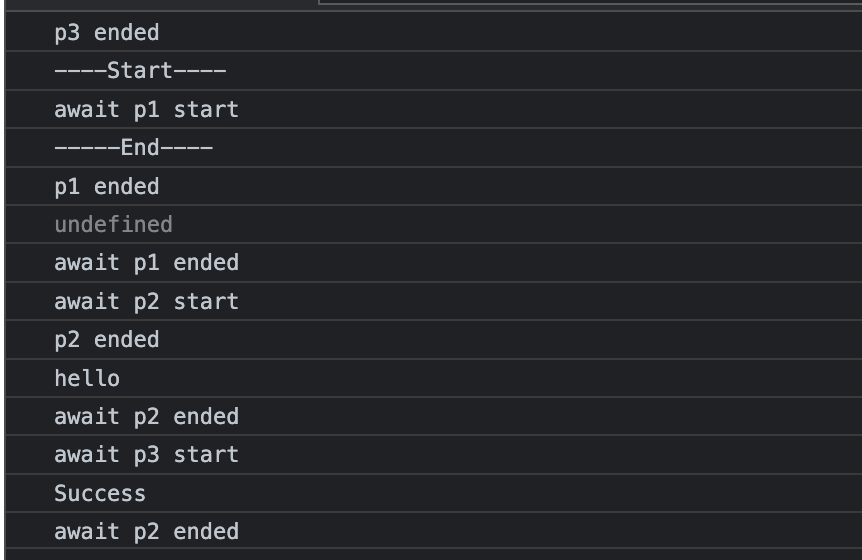 p3 ended
----Start----
await p1 start
-----End----
p1 ended
undefined
await p1 ended
await p2 start
p2 ended
hello
await p2 ended
await p3 start
Success
await p2 ended